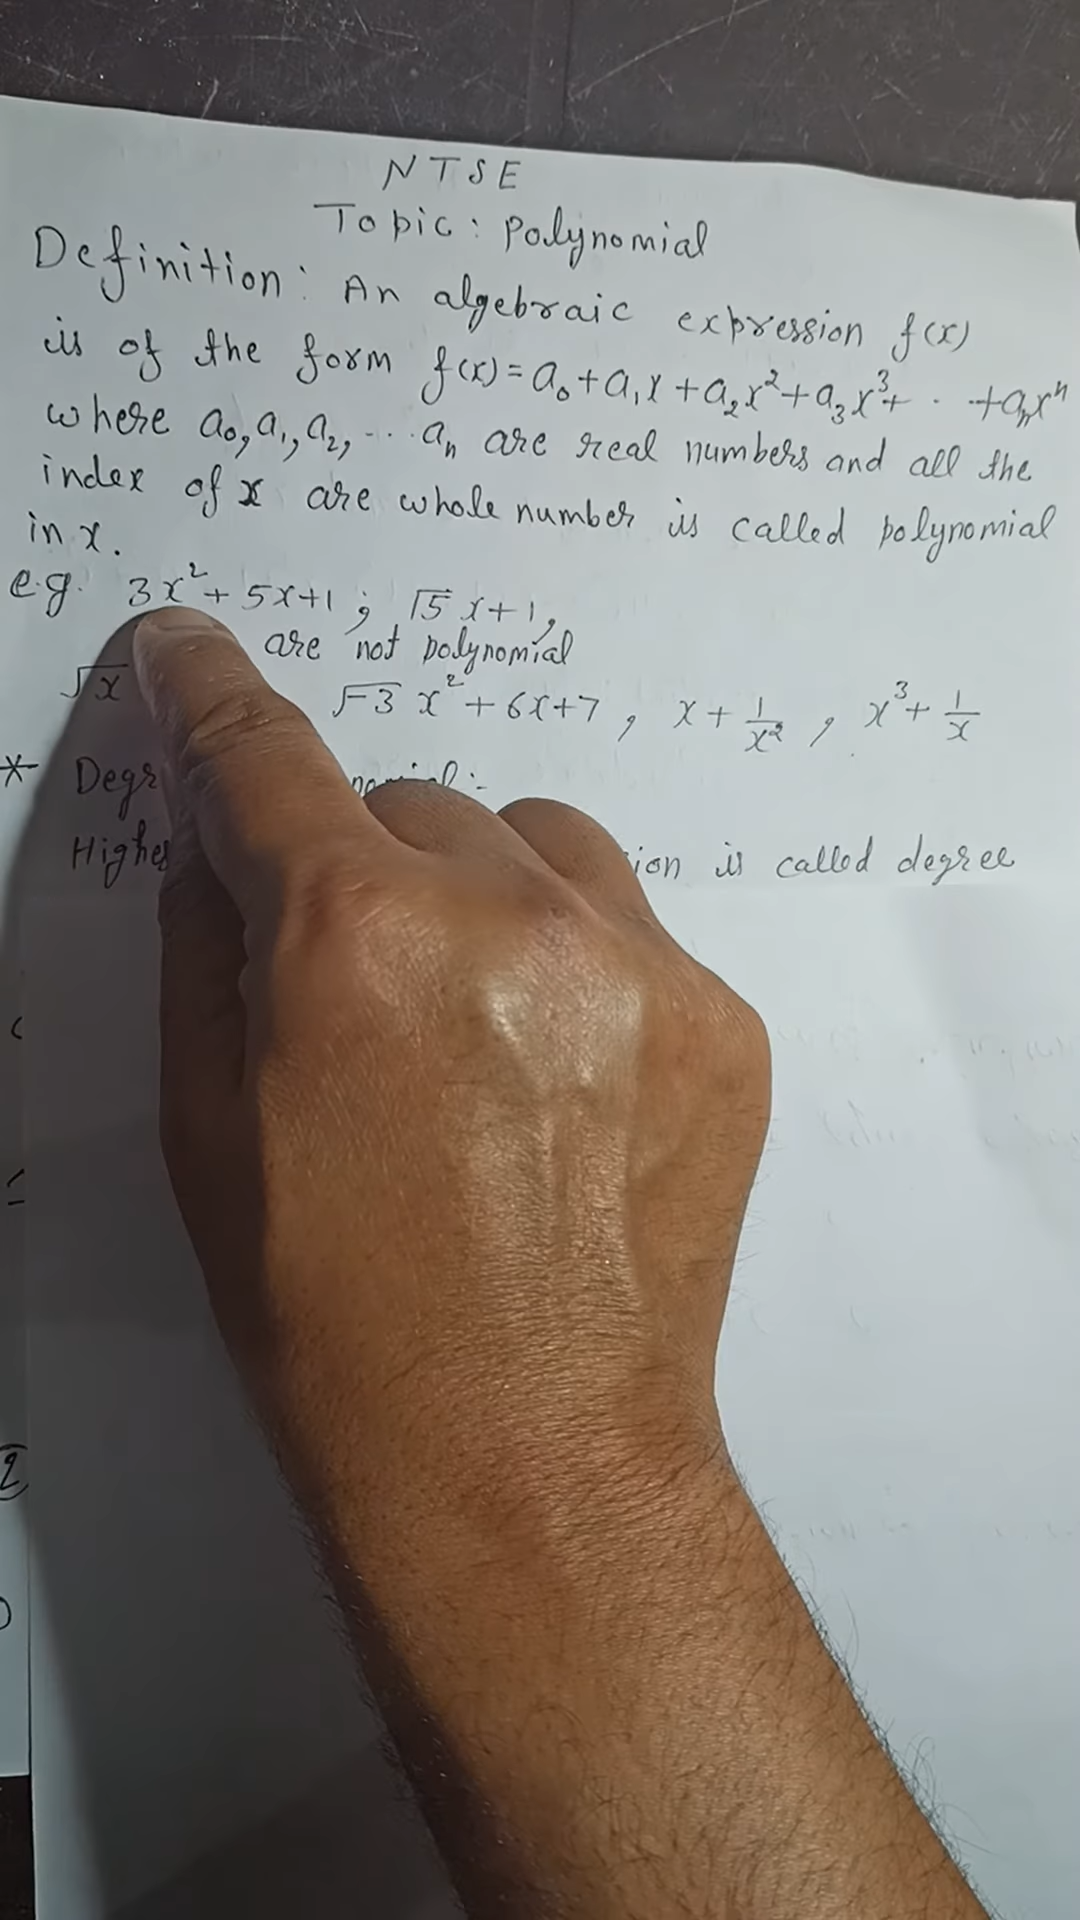 NTSE
Topic: Polynomial
Definition: An algebraic expression f(x)
is of the form f(x) = a₀ + a₁x + a₂x² + a₃x³ + . . + aₙxⁿ
where a₀, a₁, a₂, ... aₙ are real numbers and all the
index of x are whole number is called polynomial
in x.
e.g. 3x² + 5x + 1 ; √5 x + 1,
are not polynomial
√x √-3 x² + 6x + 7 , x + 1/x² , x³ + 1/x
* Degr
Highes is called degree
2